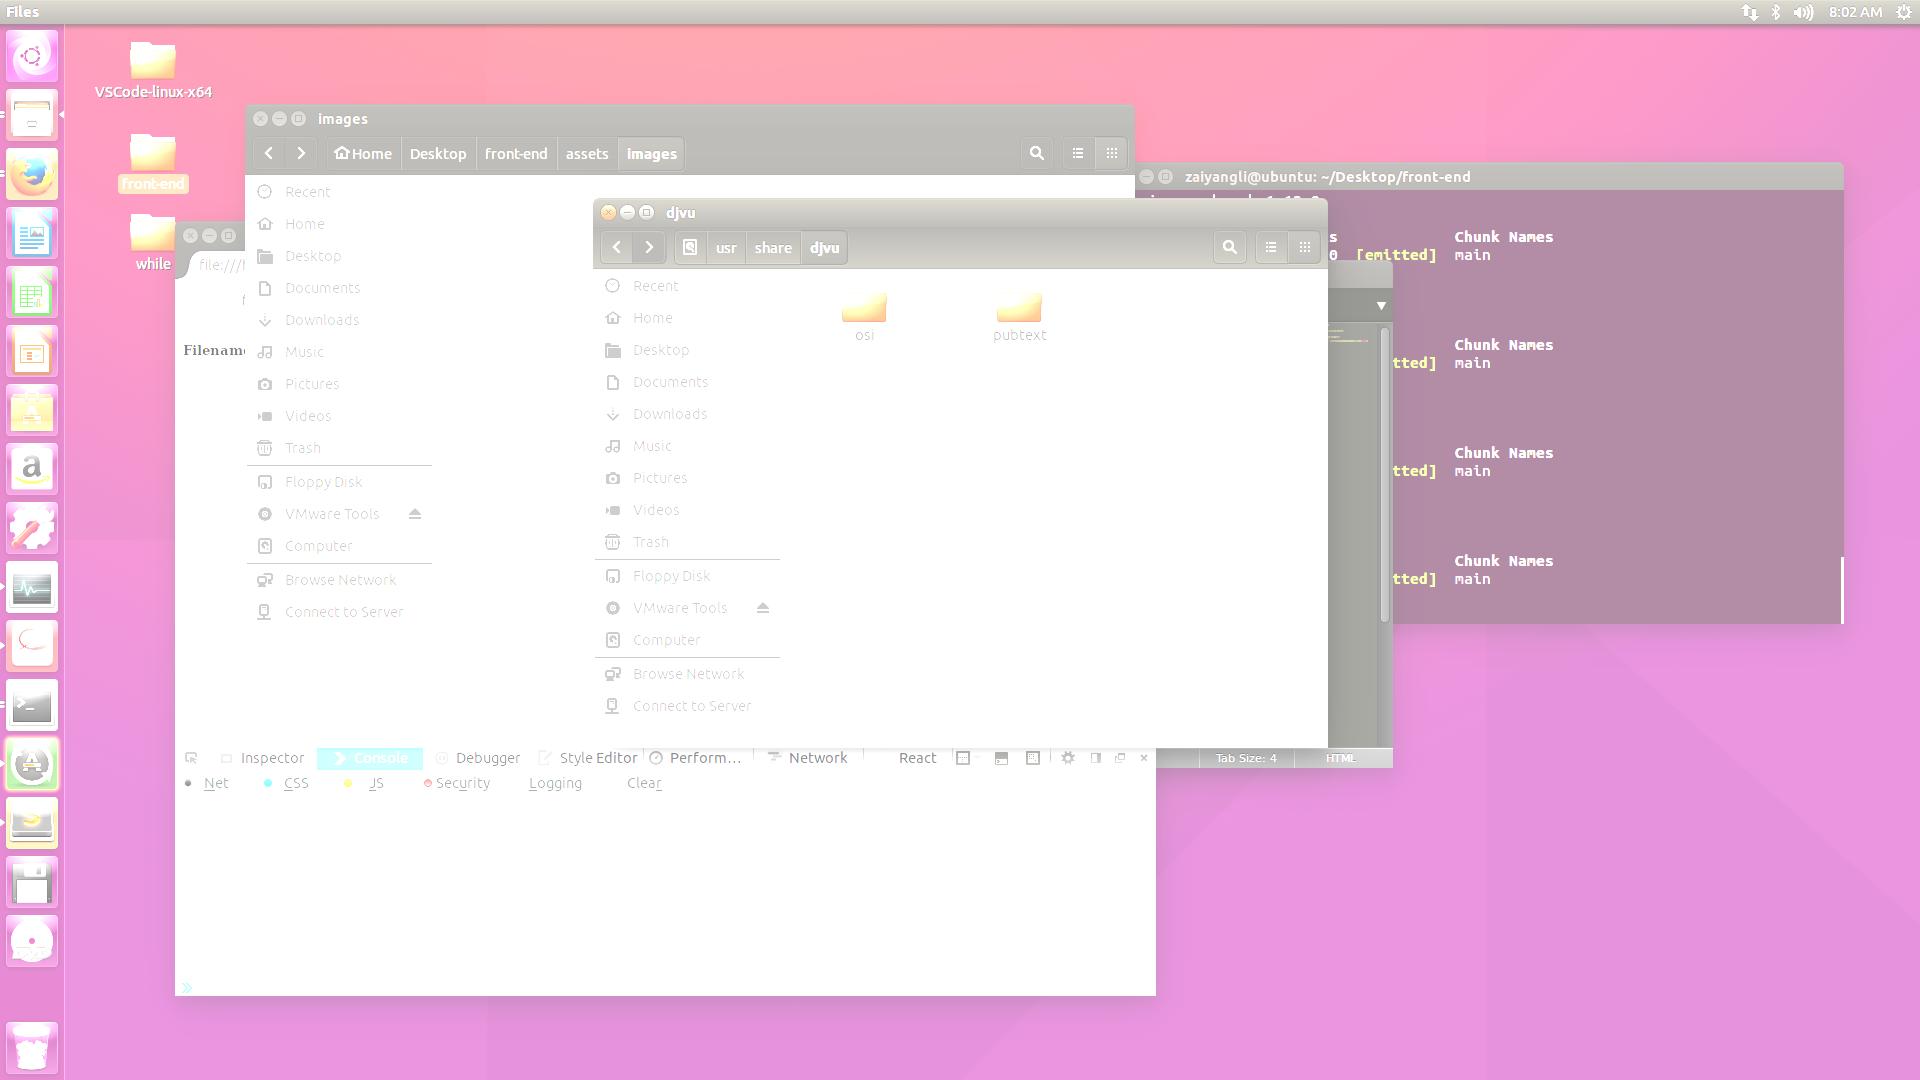 Files
8:02 AM
VSCode-linux-x64
front-end
while
images
Home Desktop front-end assets images
Recent
Home
Desktop
Documents
Downloads
Music
Pictures
Videos
Trash
Floppy Disk
VMware Tools
Computer
Browse Network
Connect to Server
djvu
usr share djvu
Recent
Home
Desktop
Documents
Downloads
Music
Pictures
Videos
Trash
Floppy Disk
VMware Tools
Computer
Browse Network
Connect to Server
osi
pubtext
zaiyangli@ubuntu: ~/Desktop/front-end
s Chunk Names
0 [emitted] main
Chunk Names
tted] main
Chunk Names
tted] main
Chunk Names
tted] main
file:///
Filename
Tab Size: 4 HTML
Inspector Console Debugger Style Editor Perform... Network React
Net CSS JS Security Logging Clear